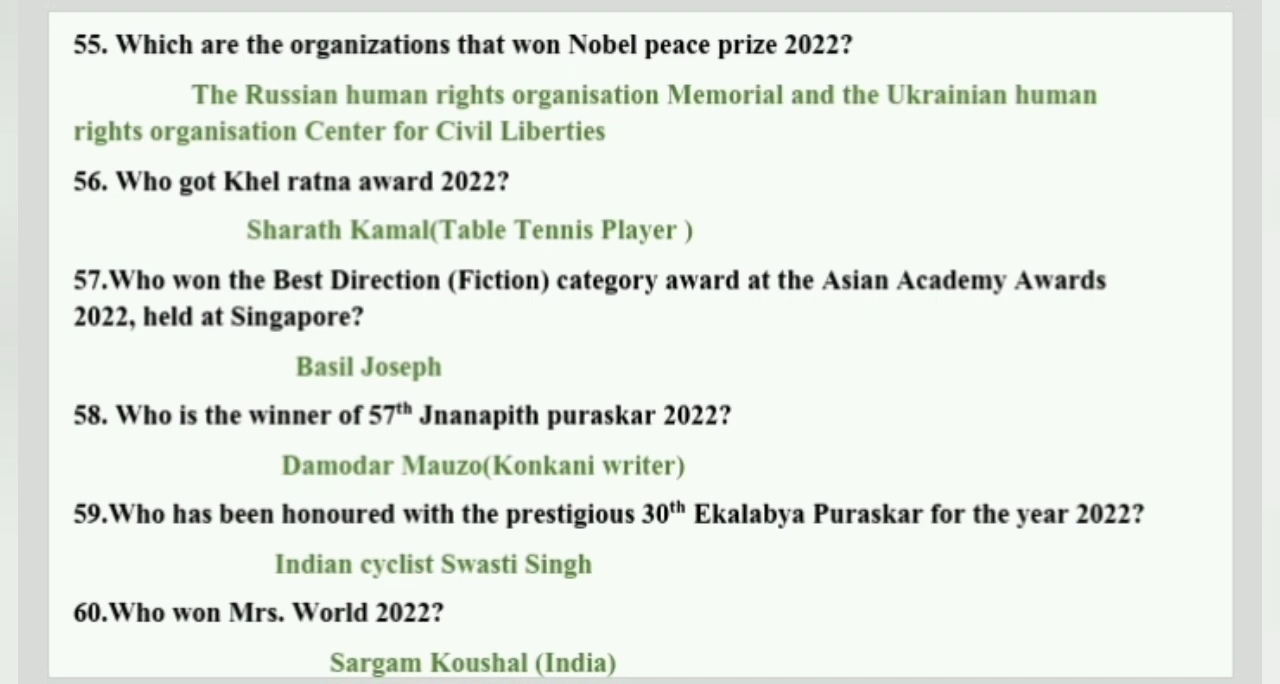 55. Which are the organizations that won Nobel peace prize 2022?
The Russian human rights organisation Memorial and the Ukrainian human
rights organisation Center for Civil Liberties
56. Who got Khel ratna award 2022?
Sharath Kamal(Table Tennis Player )
57.Who won the Best Direction (Fiction) category award at the Asian Academy Awards
2022, held at Singapore?
Basil Joseph
58. Who is the winner of 57th Jnanapith puraskar 2022?
Damodar Mauzo(Konkani writer)
59.Who has been honoured with the prestigious 30th Ekalabya Puraskar for the year 2022?
Indian cyclist Swasti Singh
60.Who won Mrs. World 2022?
Sargam Koushal (India)